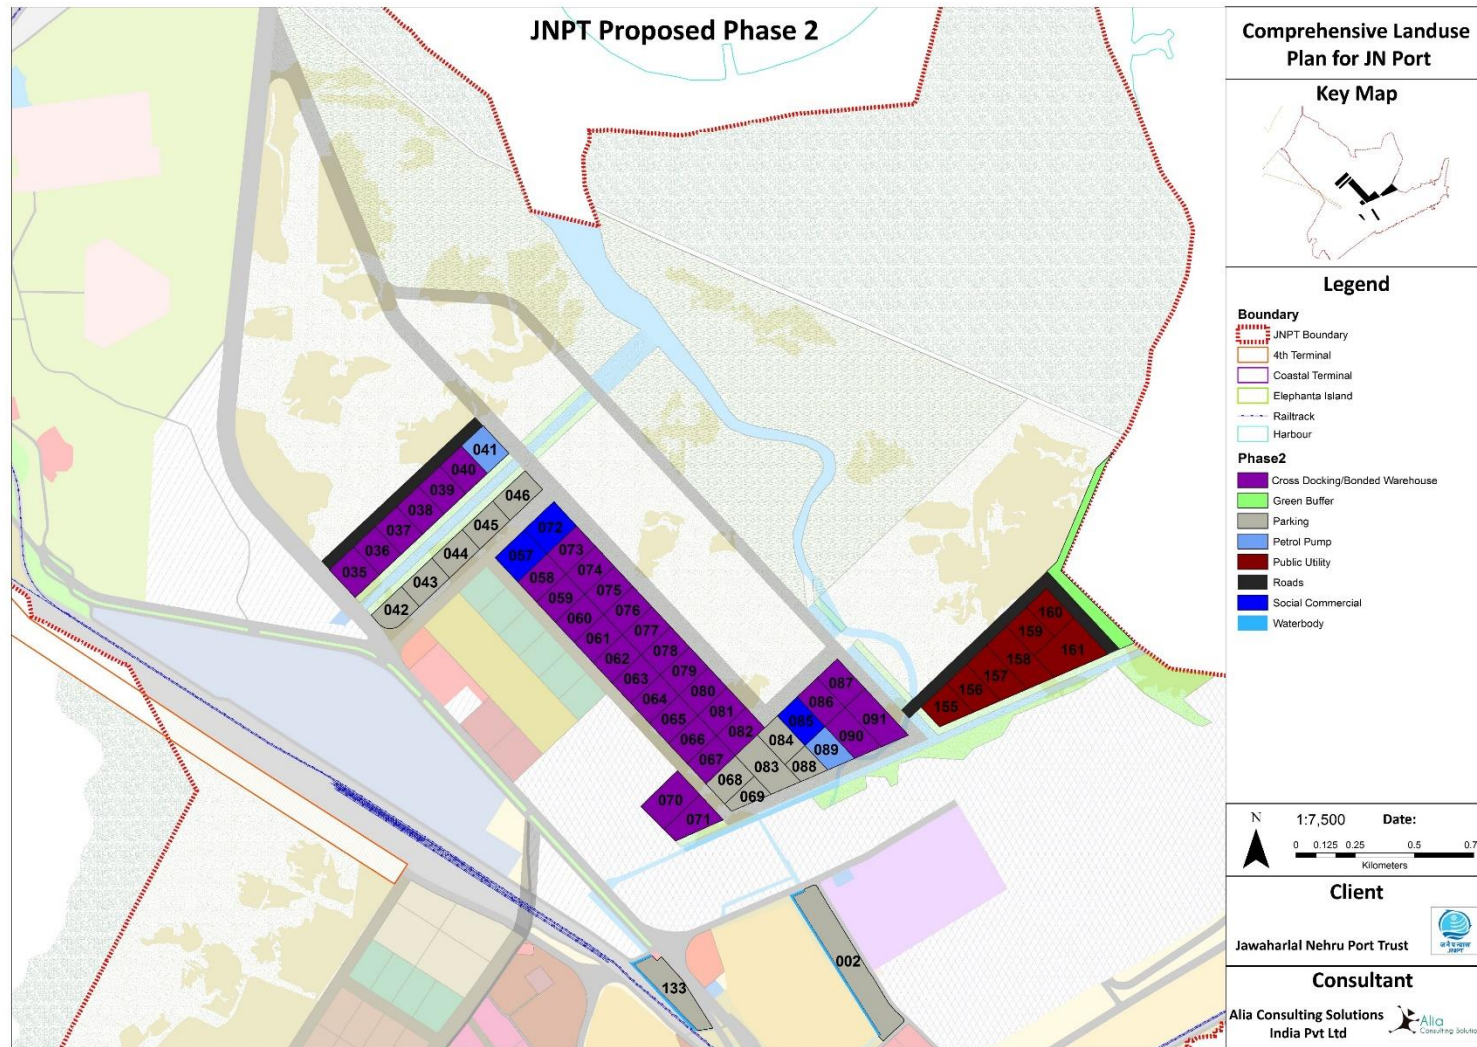 JNPT Proposed Phase 2
041
040
039
038
037
036
035
046
045
044
043
042
072
057
073
058
074
059
075
060
076
061
077
062
078
063
079
064
080
065
081
066
082
067
068
069
070
071
083
084
085
086
087
088
089
090
091
155
156
157
158
159
160
161
002
133
Comprehensive Landuse
Plan for JN Port
Key Map
Legend
Boundary
JNPT Boundary
4th Terminal
Coastal Terminal
Elephanta Island
Railtrack
Harbour
Phase2
Cross Docking/Bonded Warehouse
Green Buffer
Parking
Petrol Pump
Public Utility
Roads
Social Commercial
Waterbody
N
1:7,500 Date:
0 0.125 0.25 0.5 0.7
Kilometers
Client
Jawaharlal Nehru Port Trust
JNPT
Consultant
Alia Consulting Solutions
India Pvt Ltd
Alia
Consulting Solutio